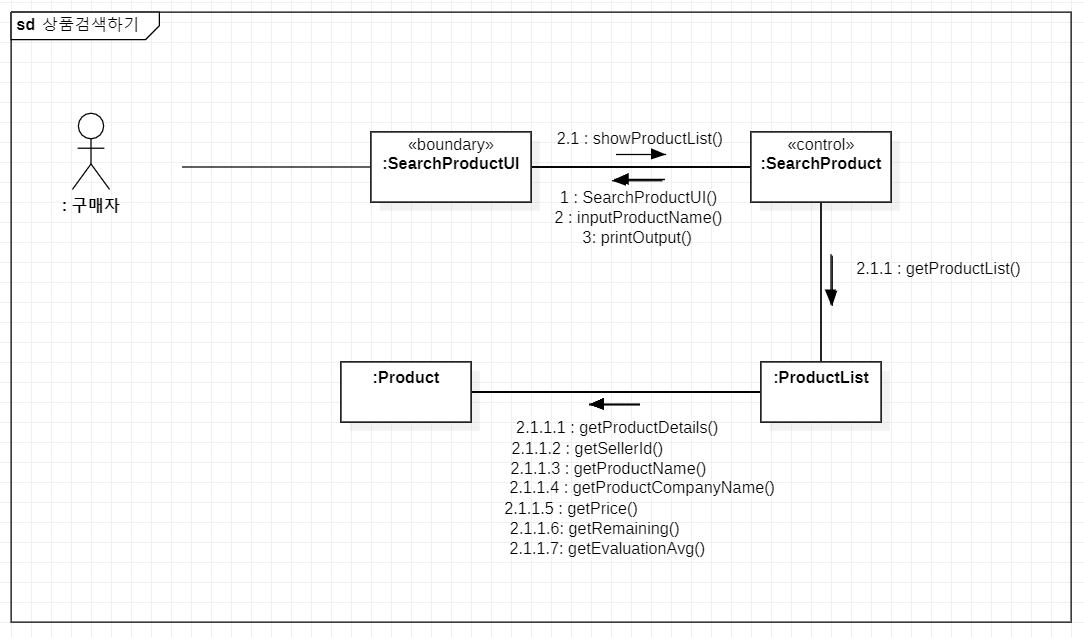 sd 상품검색하기
: 구매자
«boundary»
:SearchProductUI
2.1 : showProductList()
1 : SearchProductUI()
2 : inputProductName()
3: printOutput()
«control»
:SearchProduct
2.1.1 : getProductList()
:Product
:ProductList
2.1.1.1 : getProductDetails()
2.1.1.2 : getSellerId()
2.1.1.3 : getProductName()
2.1.1.4 : getProductCompanyName()
2.1.1.5 : getPrice()
2.1.1.6: getRemaining()
2.1.1.7: getEvaluationAvg()